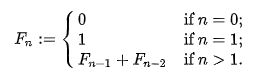 0 if n = 0;
F_n := { 1 if n = 1;
F_{n−1} + F_{n−2} if n > 1.